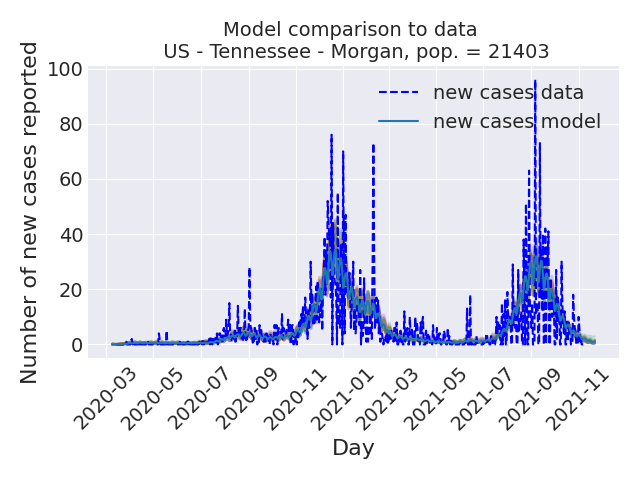 Model comparison to data
US - Tennessee - Morgan, pop. = 21403
Number of new cases reported
100
80
60
40
20
0
new cases data
new cases model
2020-03
2020-05
2020-07
2020-09
2020-11
2021-01
2021-03
2021-05
2021-07
2021-09
2021-11
Day